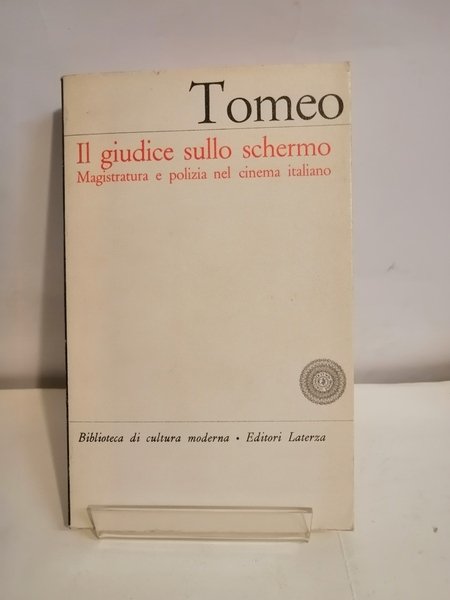 Tomeo
Il giudice sullo schermo
Magistratura e polizia nel cinema italiano
Biblioteca di cultura moderna • Editori Laterza